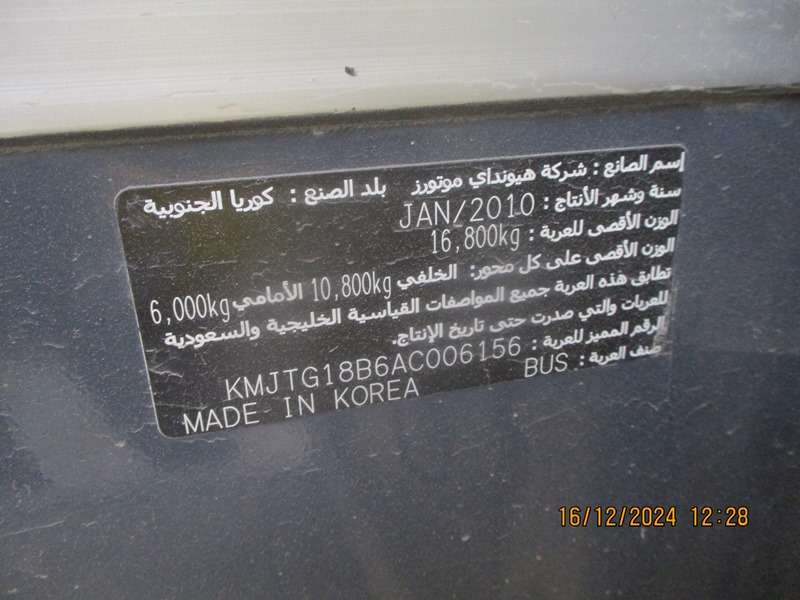 إسم الصانع : شركة هيونداي موتورز بلد الصنع : كوريا الجنوبية
سنة وشهر الأنتاج : JAN/2010
الوزن الأقصى للعربة : 16,800kg
الوزن الأقصى على كل محور: الخلفي 10,800kg الأمامي 6,000kg
تطابق هذه العربة جميع المواصفات القياسية الخليجية والسعودية
للعربات والتي صدرت حتى تاريخ الإنتاج.
الرقم المميز للعربة : KMJTG18B6AC006156
صنف العربة : BUS
MADE IN KOREA
16/12/2024 12:28